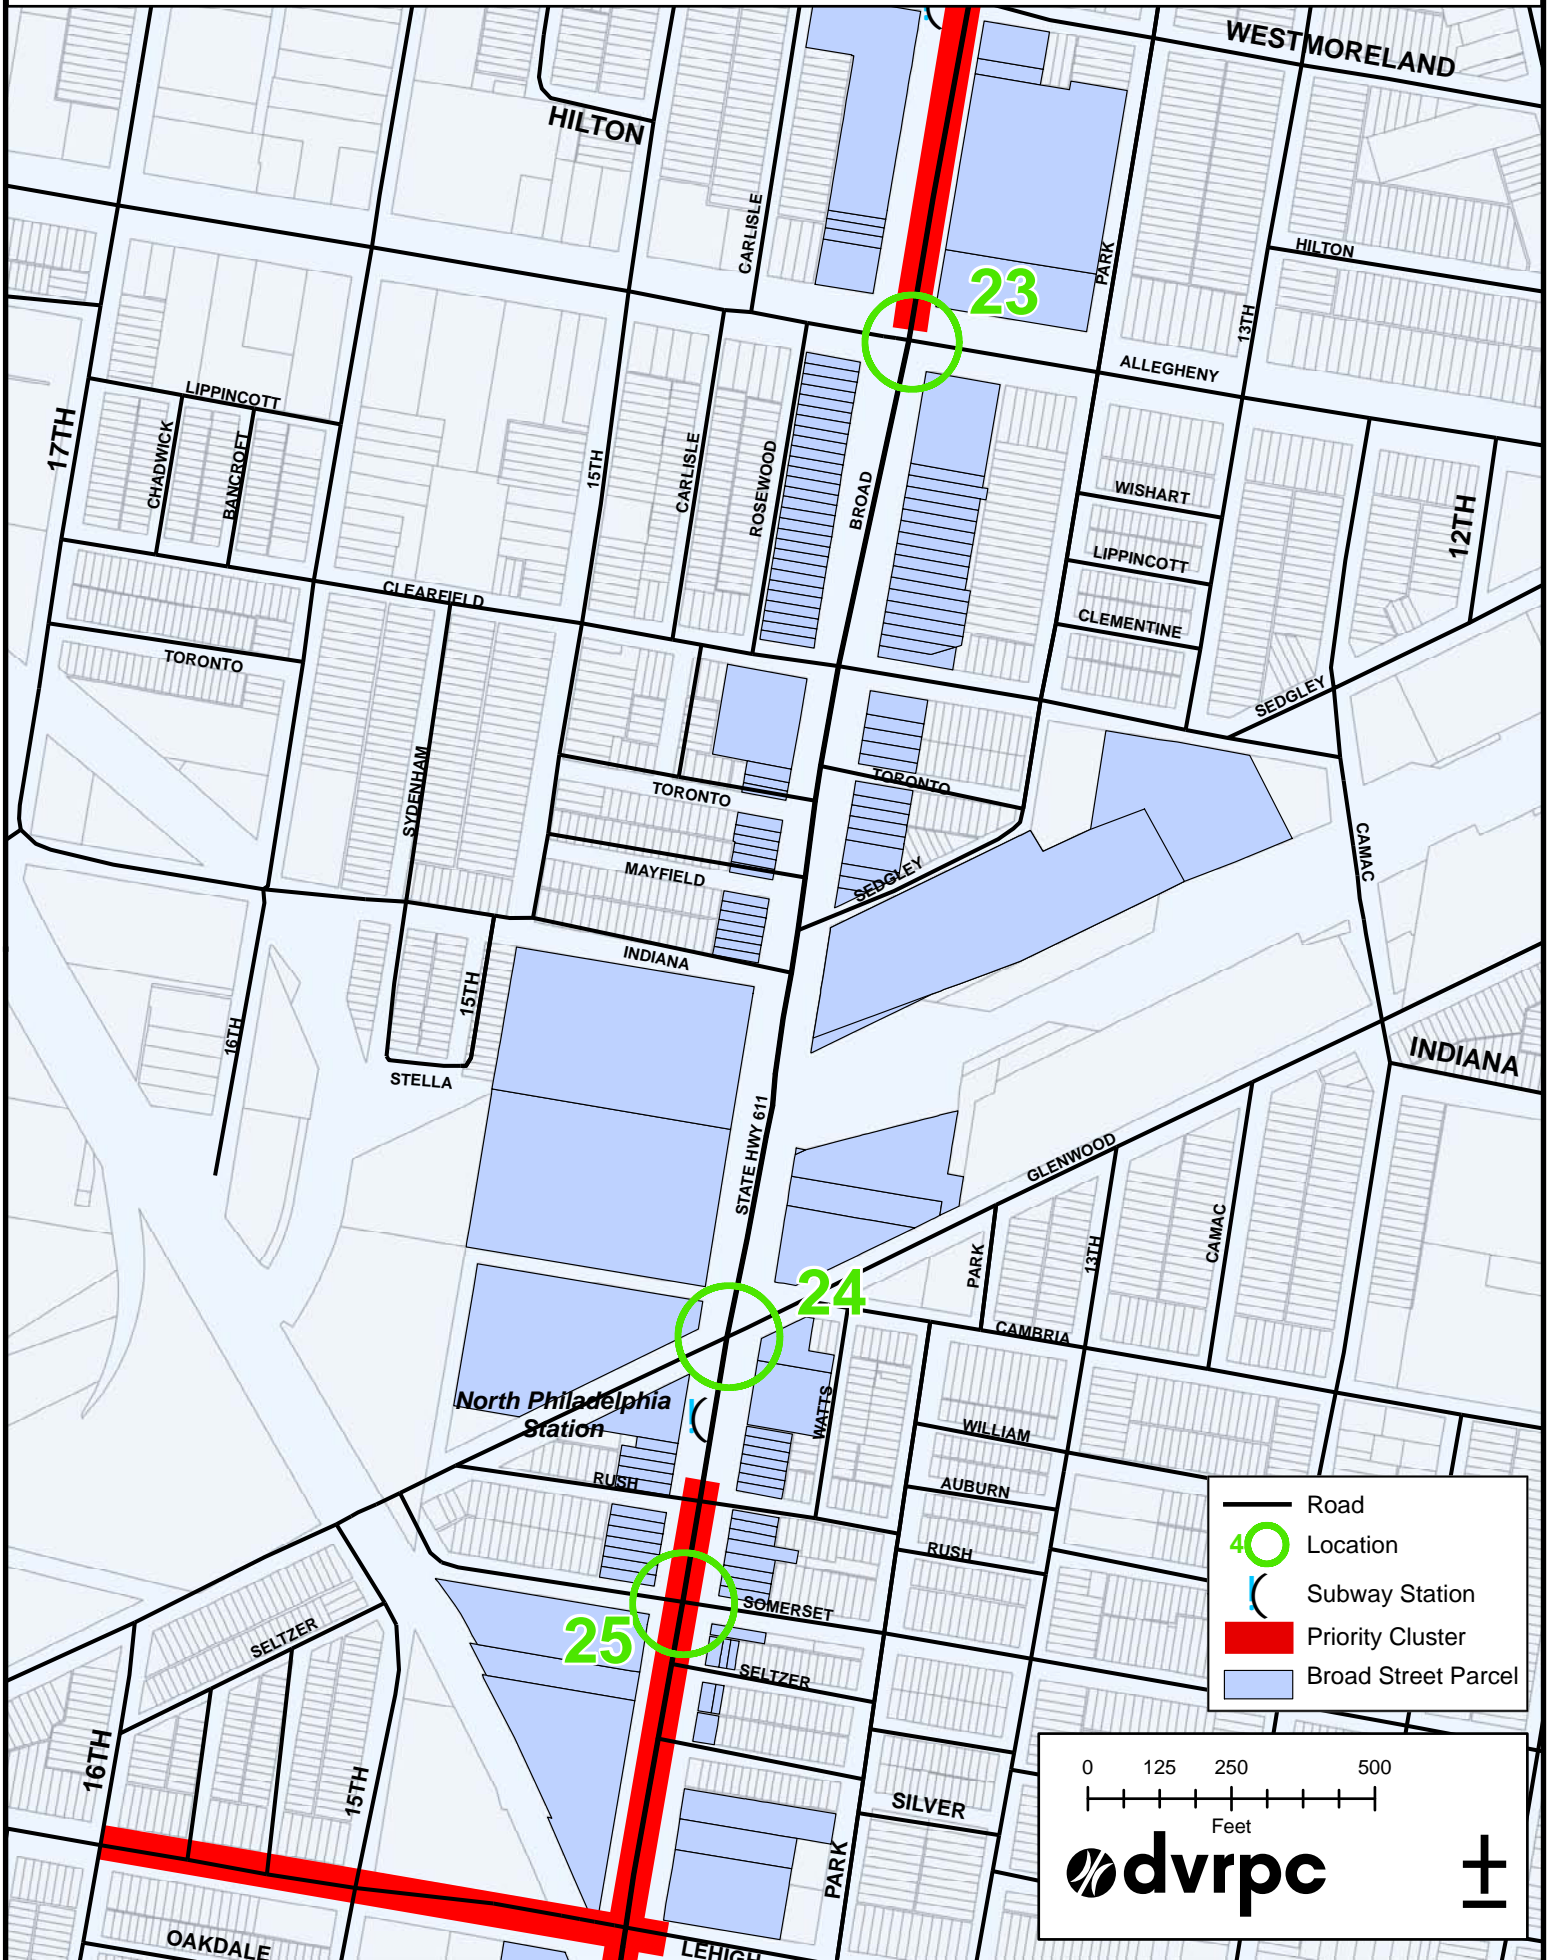 WESTMORELAND
HILTON
CARLISLE
PARK
HILTON
23
13TH
ALLEGHENY
LIPPINCOTT
17TH
CHADWICK
BANCROFT
15TH
CARLISLE
ROSEWOOD
BROAD
WISHART
12TH
LIPPINCOTT
CLEARFIELD
CLEMENTINE
TORONTO
SEDGLEY
SYDENHAM
TORONTO
TORONTO
CAMAC
MAYFIELD
SEDGLEY
INDIANA
15TH
16TH
INDIANA
STELLA
STATE HWY 611
GLENWOOD
PARK
13TH
CAMAC
24
CAMBRIA
North Philadelphia
Station
WATTS
WILLIAM
RUSH
AUBURN
RUSH
SOMERSET
25
SELTZER
SELTZER
16TH
15TH
SILVER
PARK
OAKDALE
LEHIGH
Road
4
Location
Subway Station
Priority Cluster
Broad Street Parcel
0 125 250 500
Feet
dvrpc